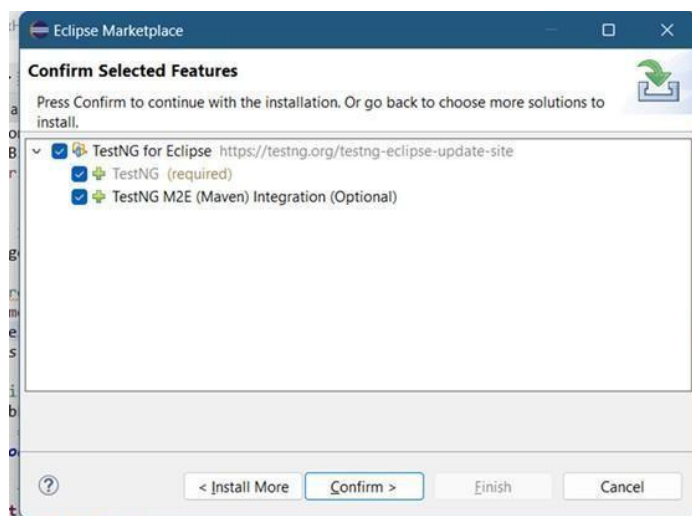 Eclipse Marketplace
Confirm Selected Features
Press Confirm to continue with the installation. Or go back to choose more solutions to
install.
TestNG for Eclipse https://testng.org/testng-eclipse-update-site
TestNG (required)
TestNG M2E (Maven) Integration (Optional)
< Install More Confirm > Finish Cancel